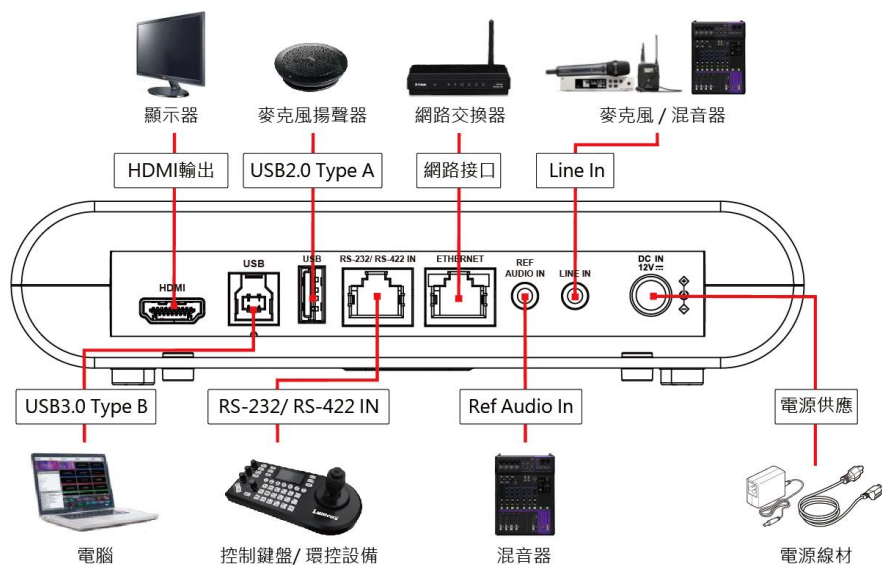 顯示器
麥克風揚聲器
網路交換器
麥克風 / 混音器
HDMI輸出
USB2.0 Type A
網路接口
Line In
HDMI
USB
USB
RS-232/ RS-422 IN
ETHERNET
REF
AUDIO IN
LINE IN
DC IN
12V
USB3.0 Type B
RS-232/ RS-422 IN
Ref Audio In
電源供應
Lumens
電腦
控制鍵盤/ 環控設備
混音器
電源線材